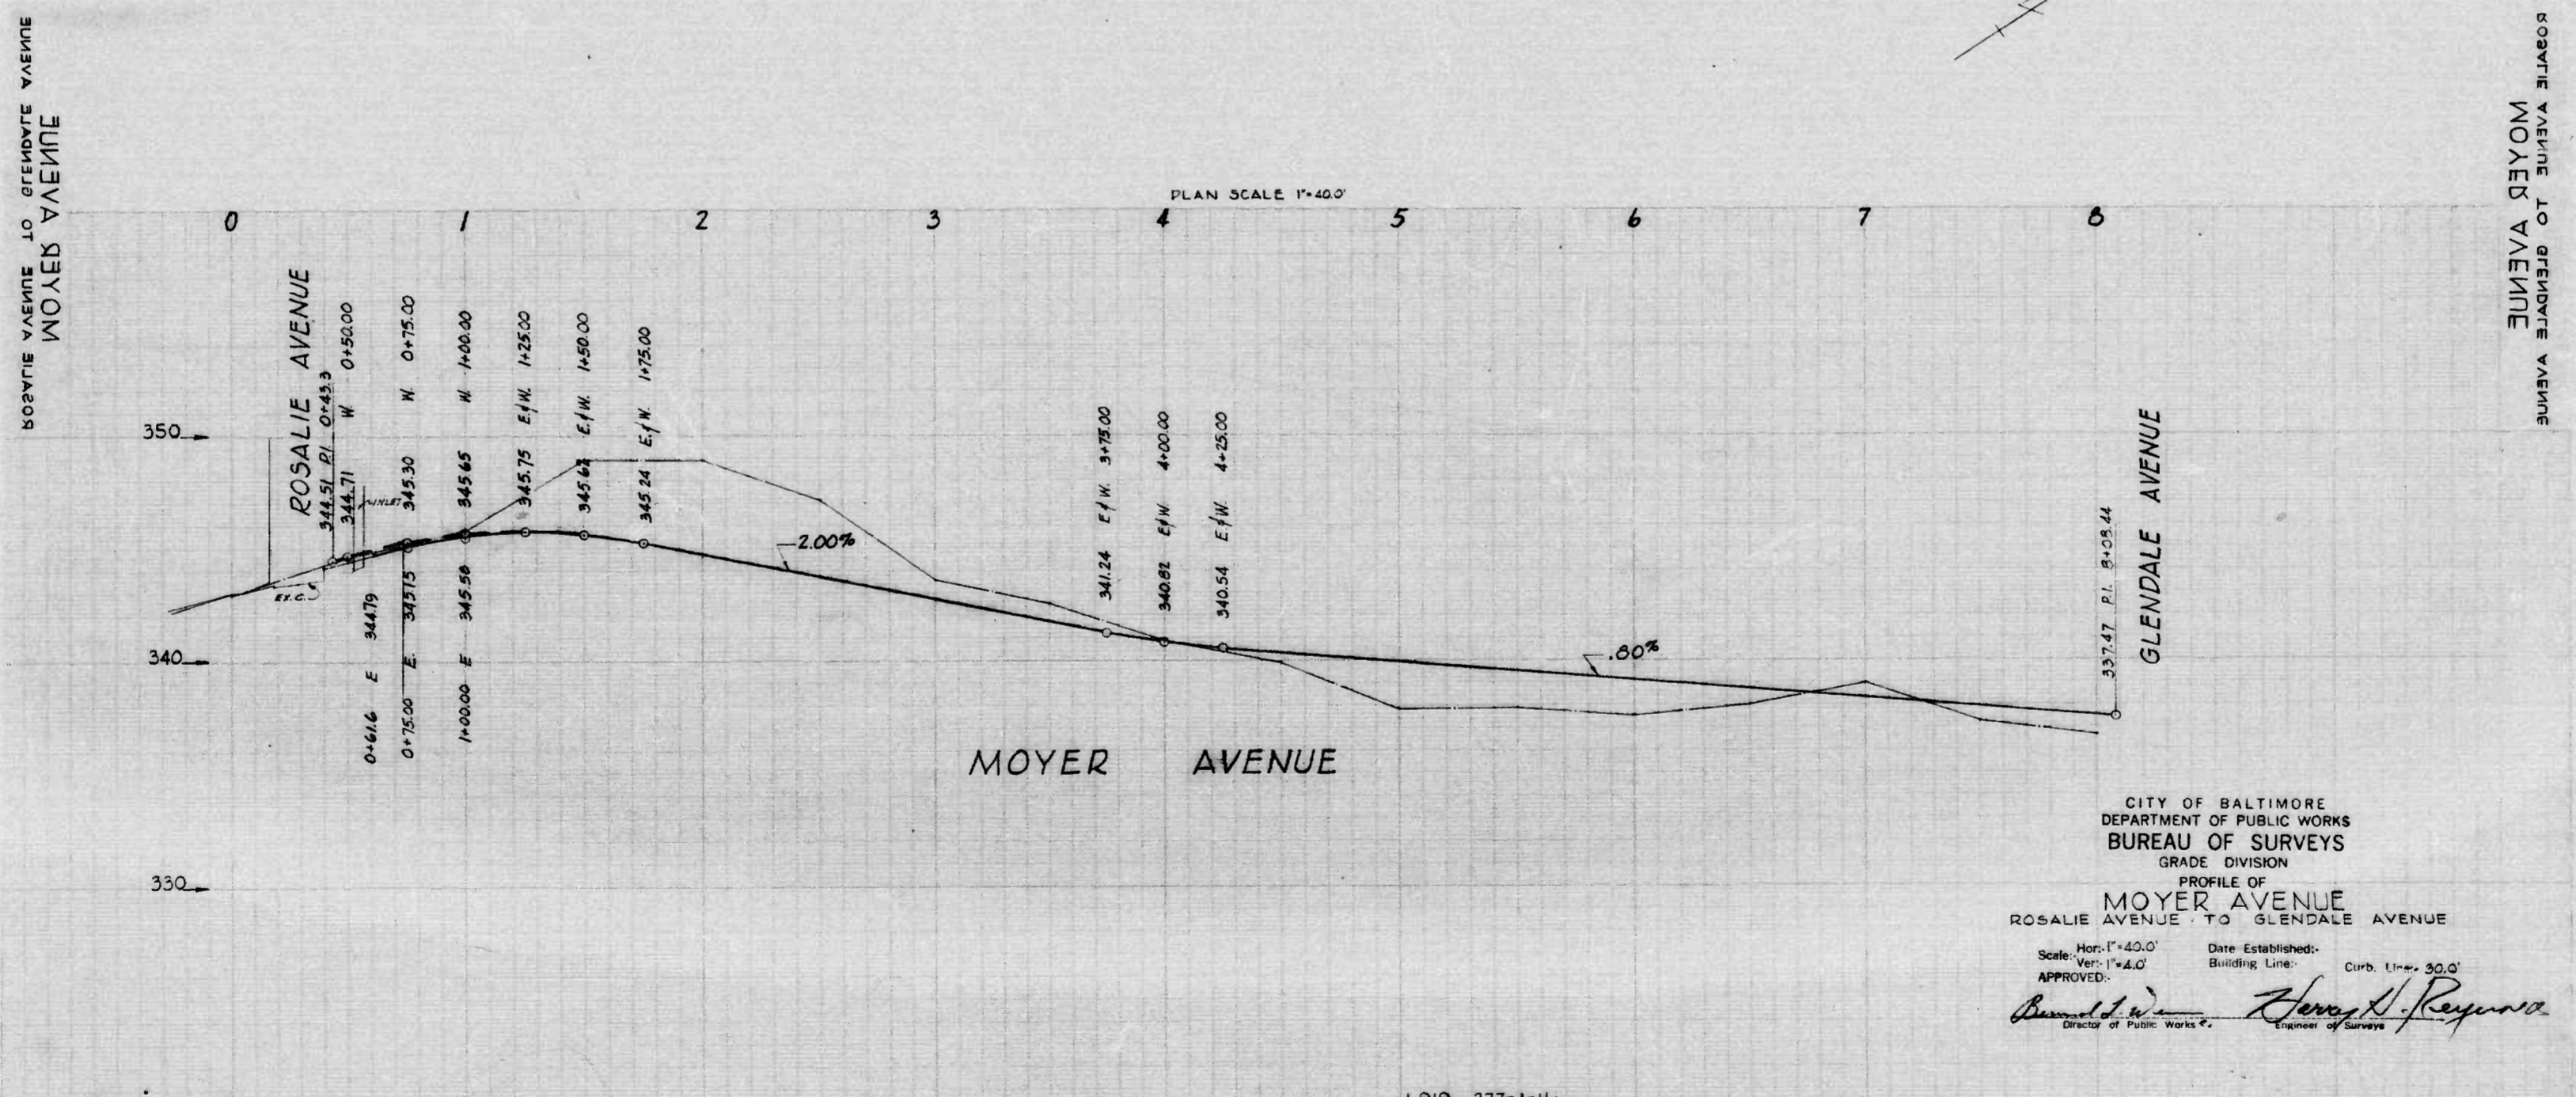 ROSALIE AVENUE TO GLENDALE AVENUE
MOYER AVENUE
MOYER AVENUE
ROSALIE AVENUE TO GLENDALE AVENUE
PLAN SCALE 1"=40.0'
0 1 2 3 4 5 6 7 8
350
340
330
ROSALIE AVENUE
344.51 P.I. 0+43.3
344.71 W. 0+50.00
INLET
345.30 W. 0+75.00
345.65 W. 1+00.00
345.75 E/W. 1+25.00
345.62 E/W. 1+50.00
345.24 E/W. 1+75.00
EX.C.
0+61.6 E 344.79
0+75.00 E. 345.15
1+00.00 E 345.50
2.00%
341.24 E/W. 3+75.00
340.82 E/W. 4+00.00
340.54 E/W. 4+25.00
.80%
337.47 P.I. 8+08.44
GLENDALE AVENUE
MOYER AVENUE
CITY OF BALTIMORE
DEPARTMENT OF PUBLIC WORKS
BUREAU OF SURVEYS
GRADE DIVISION
PROFILE OF
MOYER AVENUE
ROSALIE AVENUE TO GLENDALE AVENUE
Scale:- Hor:- 1"=40.0' Date Established:-
Ver:- 1"=4.0' Building Line:- Curb. Line- 30.0'
APPROVED:-
Harry H.
Director of Public Works Engineer of Surveys